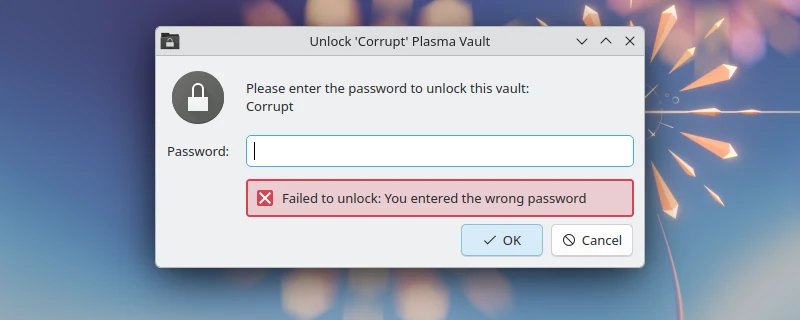 Unlock 'Corrupt' Plasma Vault
Please enter the password to unlock this vault:
Corrupt
Password:
Failed to unlock: You entered the wrong password
OK
Cancel